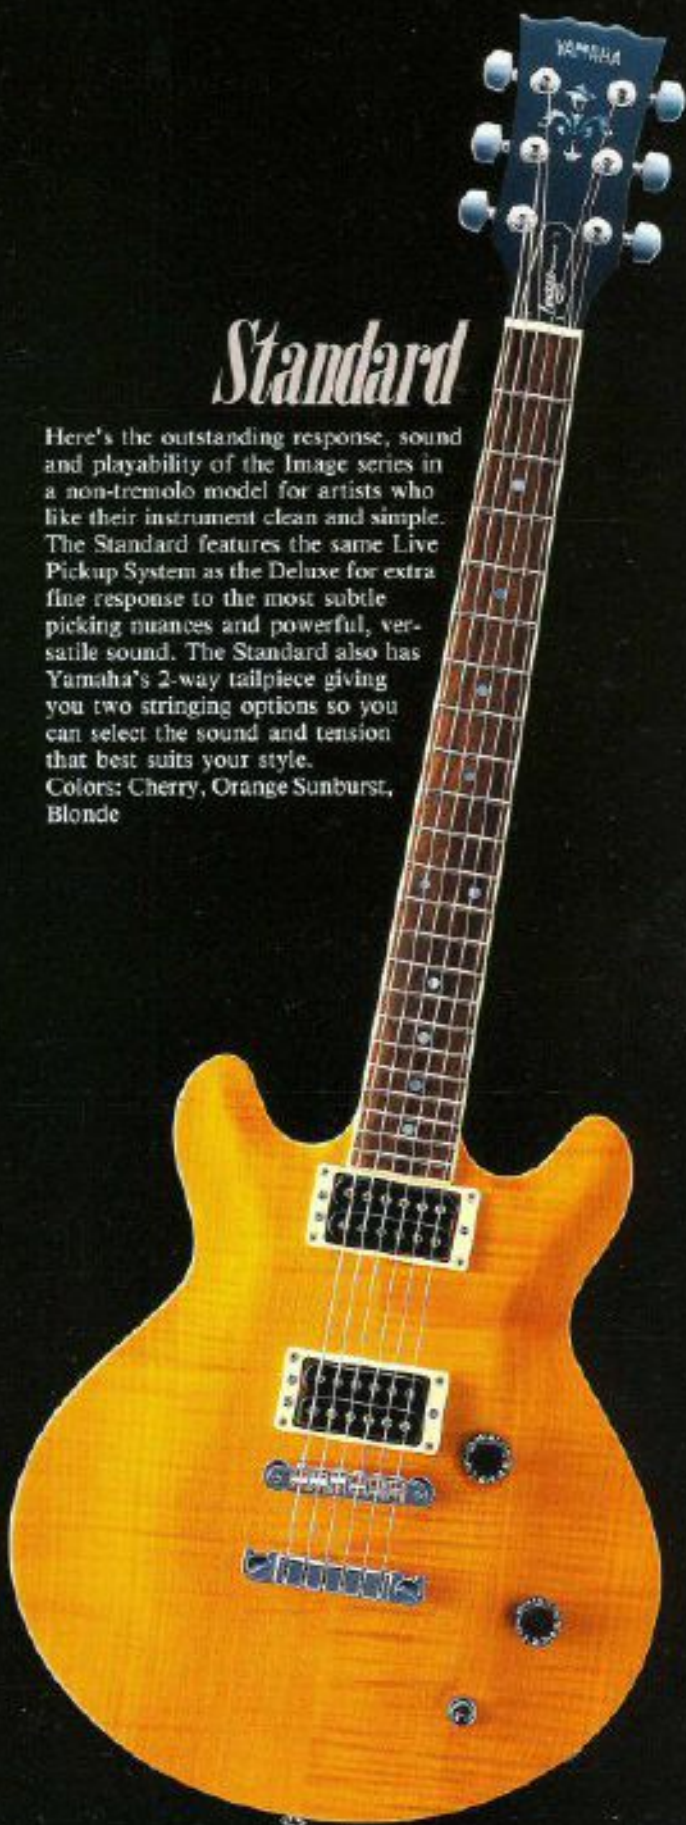 YAMAHA
Image
Standard
Here's the outstanding response, sound
and playability of the Image series in
a non-tremolo model for artists who
like their instrument clean and simple.
The Standard features the same Live
Pickup System as the Deluxe for extra
fine response to the most subtle
picking nuances and powerful, ver-
satile sound. The Standard also has
Yamaha's 2-way tailpiece giving
you two stringing options so you
can select the sound and tension
that best suits your style.
Colors: Cherry, Orange Sunburst,
Blonde